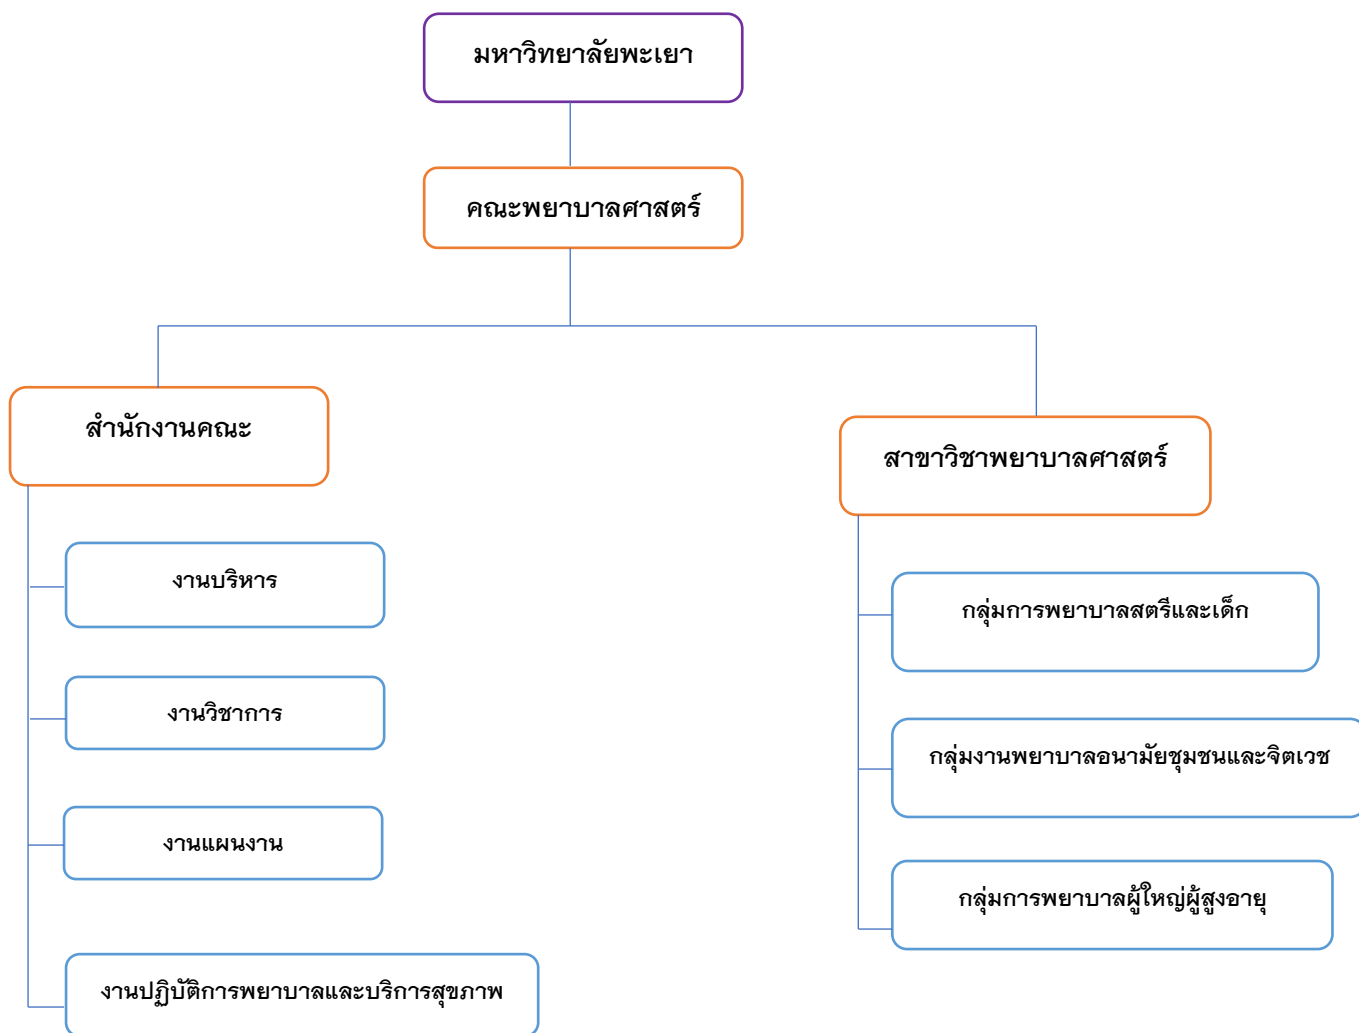 มหาวิทยาลัยพะเยา
คณะพยาบาลศาสตร์
สำนักงานคณะ
งานบริหาร
งานวิชาการ
งานแผนงาน
งานปฏิบัติการพยาบาลและบริการสุขภาพ
สาขาวิชาพยาบาลศาสตร์
กลุ่มการพยาบาลสตรีและเด็ก
กลุ่มงานพยาบาลอนามัยชุมชนและจิตเวช
กลุ่มการพยาบาลผู้ใหญ่ผู้สูงอายุ